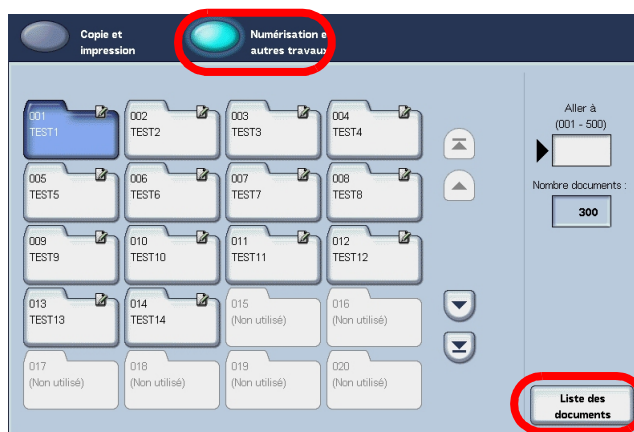 Copie et
impression
Numérisation e
autres travaux
001
TEST1
002
TEST2
003
TEST3
004
TEST4
005
TEST5
006
TEST6
007
TEST7
008
TEST8
009
TEST9
010
TEST10
011
TEST11
012
TEST12
013
TEST13
014
TEST14
015
(Non utilisé)
016
(Non utilisé)
017
(Non utilisé)
018
(Non utilisé)
019
(Non utilisé)
020
(Non utilisé)
Aller à
(001 - 500)
Nombre documents :
300
Liste des
documents